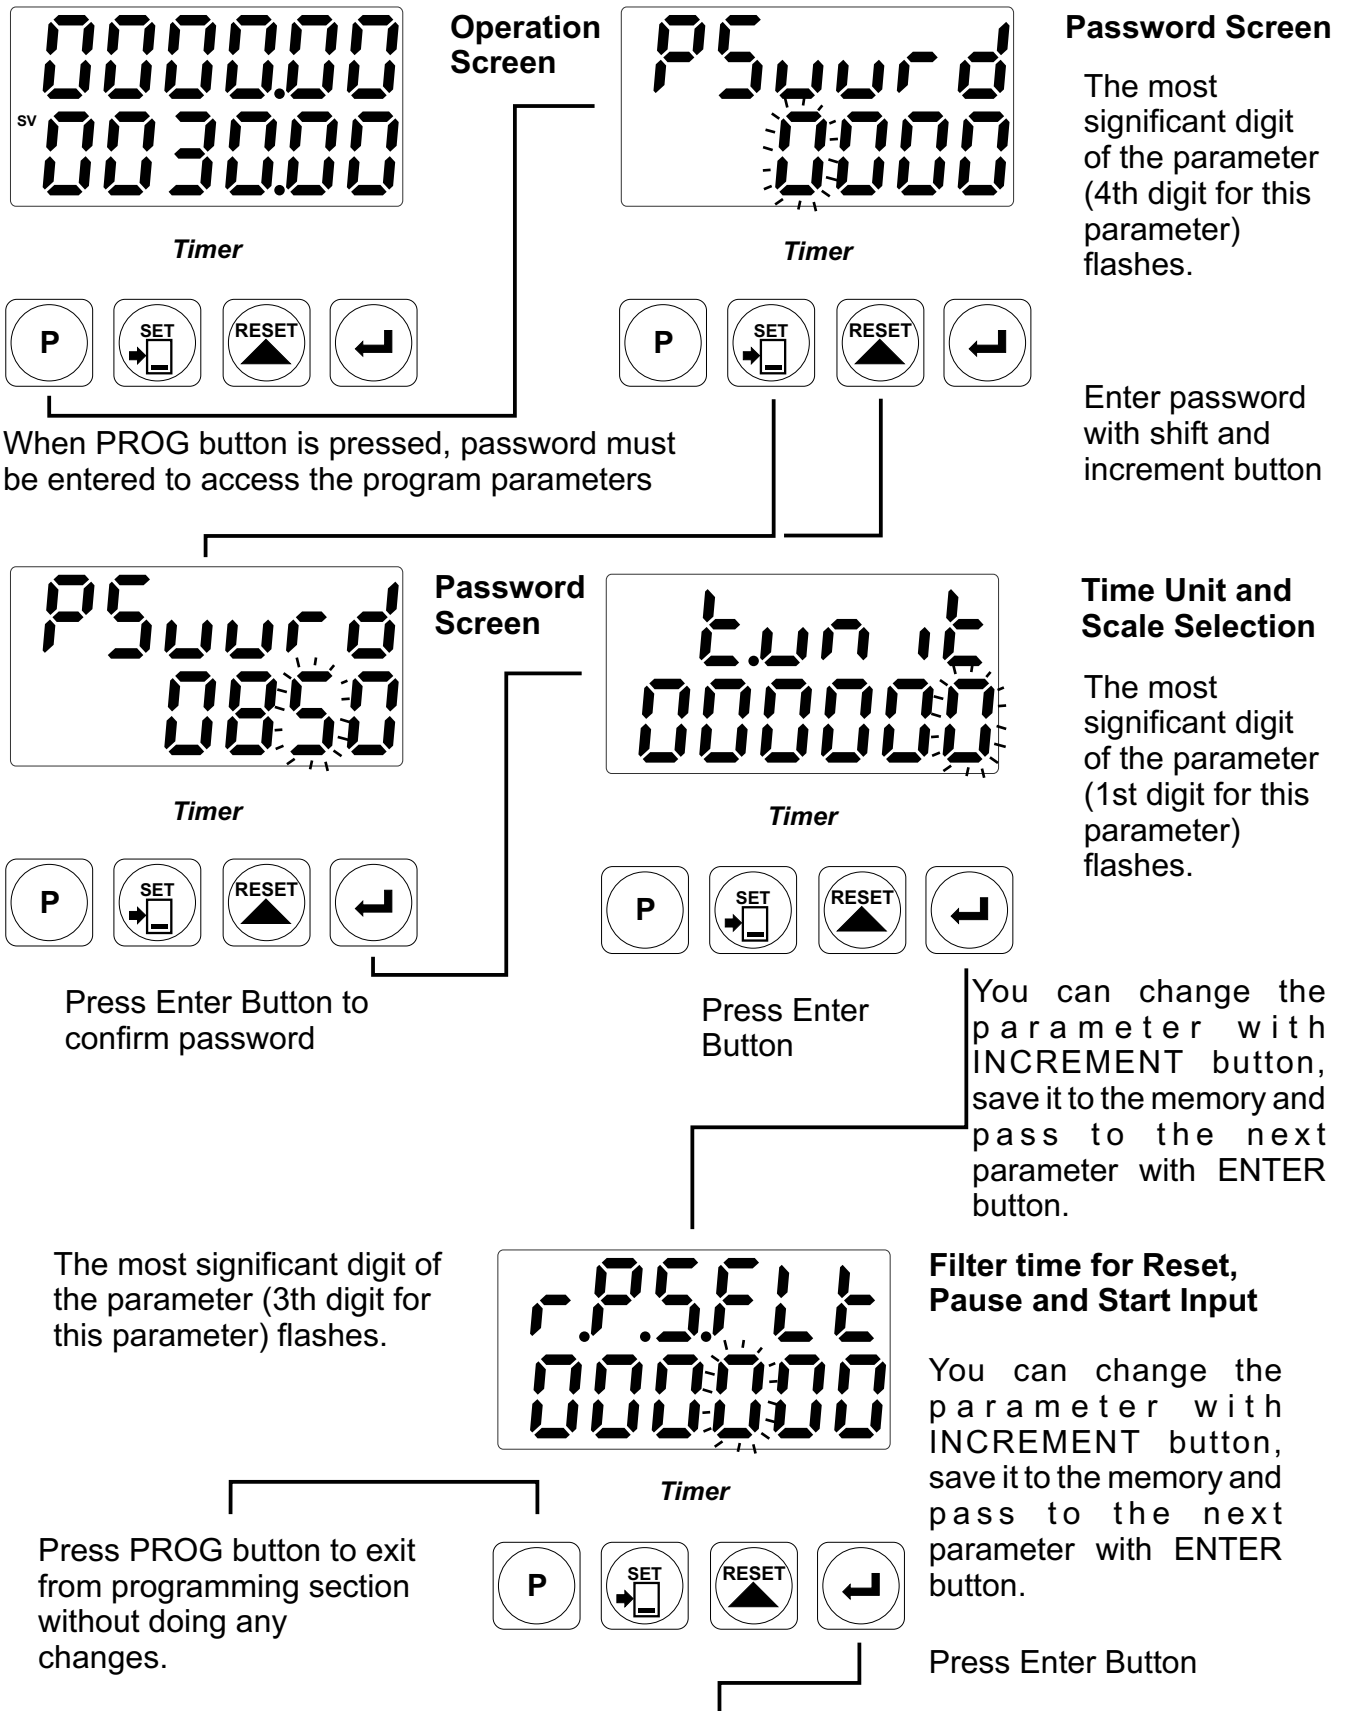 000000.00
Operation
Screen
SV
0030.00
Timer
P
SET
RESET
When PROG button is pressed, password must
be entered to access the program parameters
PSuurd
0000
Password Screen
The most
significant digit
of the parameter
(4th digit for this
parameter)
flashes.
Timer
P
SET
RESET
Enter password
with shift and
increment button
PSuurd
0850
Password
Screen
Timer
P
SET
RESET
Press Enter Button to
confirm password
t.unit
000000
Time Unit and
Scale Selection
The most
significant digit
of the parameter
(1st digit for this
parameter)
flashes.
Timer
P
SET
RESET
Press Enter
Button
You can change the
parameter with
INCREMENT button,
save it to the memory and
pass to the next
parameter with ENTER
button.
The most significant digit of
the parameter (3th digit for
this parameter) flashes.
r.P.S.FLt
000000
Filter time for Reset,
Pause and Start Input
You can change the
parameter with
INCREMENT button,
save it to the memory and
pass to the next
parameter with ENTER
button.
Timer
Press PROG button to exit
from programming section
without doing any
changes.
P
SET
RESET
Press Enter Button